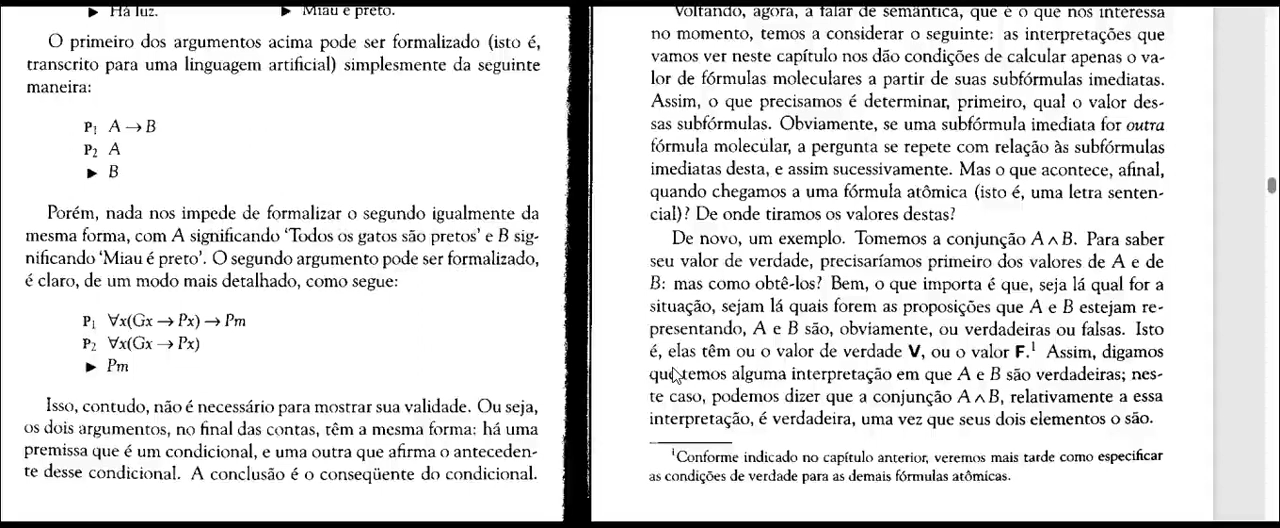 ▶ Há luz. ▶ Miau é preto.
O primeiro dos argumentos acima pode ser formalizado (isto é,
transcrito para uma linguagem artificial) simplesmente da seguinte
maneira:
P₁ A → B
P₂ A
▶ B
Porém, nada nos impede de formalizar o segundo igualmente da
mesma forma, com A significando ‘Todos os gatos são pretos’ e B sig-
nificando ‘Miau é preto’. O segundo argumento pode ser formalizado,
é claro, de um modo mais detalhado, como segue:
P₁ ∀x(Gx → Px) → Pm
P₂ ∀x(Gx → Px)
▶ Pm
Isso, contudo, não é necessário para mostrar sua validade. Ou seja,
os dois argumentos, no final das contas, têm a mesma forma: há uma
premissa que é um condicional, e uma outra que afirma o anteceden-
te desse condicional. A conclusão é o conseqüente do condicional.
Voltando, agora, a falar de semântica, que é o que nos interessa
no momento, temos a considerar o seguinte: as interpretações que
vamos ver neste capítulo nos dão condições de calcular apenas o va-
lor de fórmulas moleculares a partir de suas subfórmulas imediatas.
Assim, o que precisamos é determinar, primeiro, qual o valor des-
sas subfórmulas. Obviamente, se uma subfórmula imediata for outra
fórmula molecular, a pergunta se repete com relação às subfórmulas
imediatas desta, e assim sucessivamente. Mas o que acontece, afinal,
quando chegamos a uma fórmula atômica (isto é, uma letra senten-
cial)? De onde tiramos os valores destas?
De novo, um exemplo. Tomemos a conjunção A ∧ B. Para saber
seu valor de verdade, precisaríamos primeiro dos valores de A e de
B: mas como obtê-los? Bem, o que importa é que, seja lá qual for a
situação, sejam lá quais forem as proposições que A e B estejam re-
presentando, A e B são, obviamente, ou verdadeiras ou falsas. Isto
é, elas têm ou o valor de verdade V, ou o valor F.¹ Assim, digamos
que temos alguma interpretação em que A e B são verdadeiras; nes-
te caso, podemos dizer que a conjunção A ∧ B, relativamente a essa
interpretação, é verdadeira, uma vez que seus dois elementos o são.
¹Conforme indicado no capítulo anterior, veremos mais tarde como especificar
as condições de verdade para as demais fórmulas atômicas.